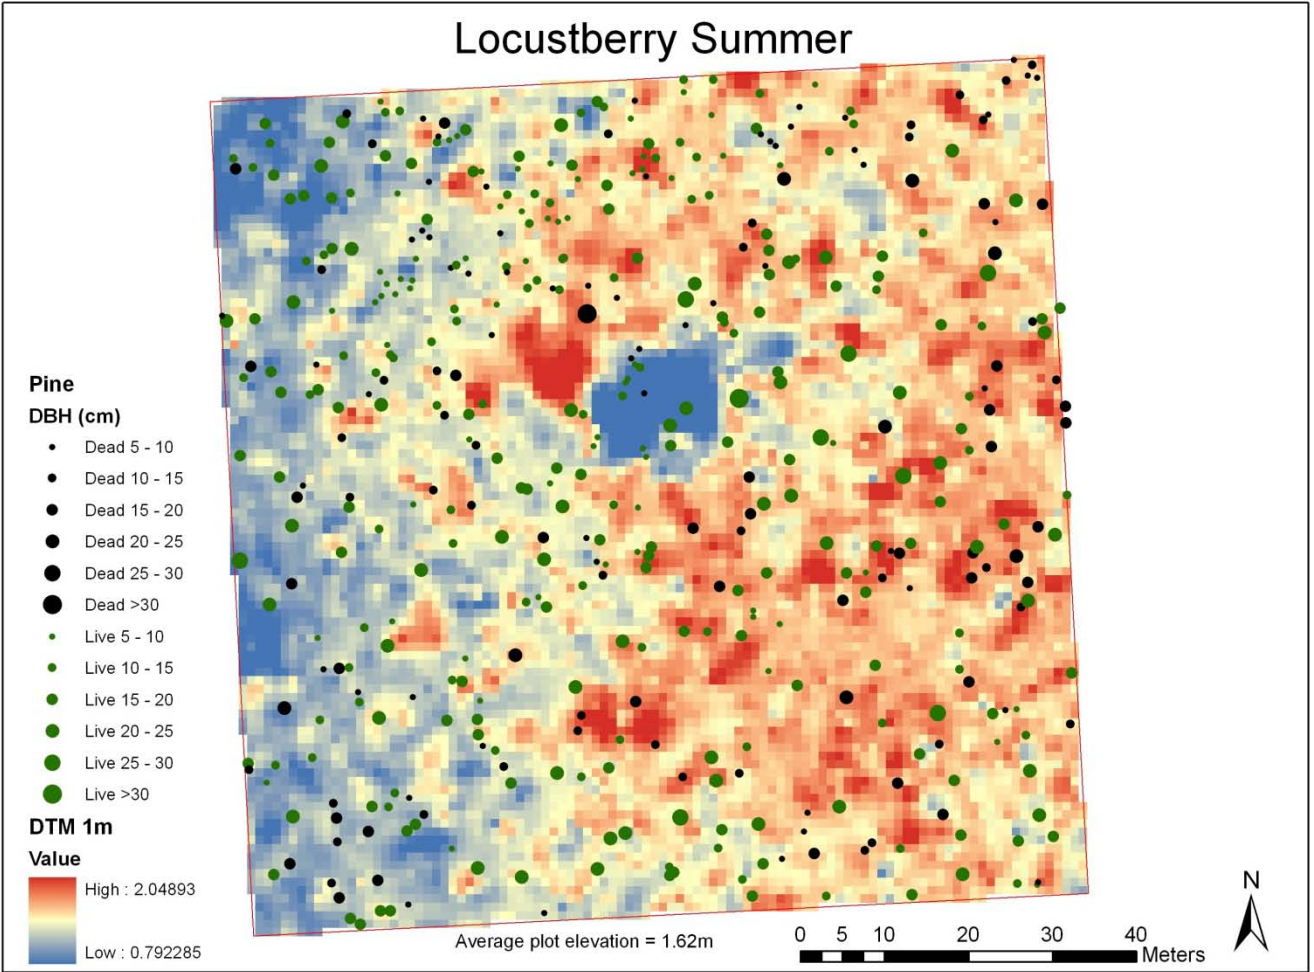 Locustberry Summer
Pine
DBH (cm)
Dead 5 - 10
Dead 10 - 15
Dead 15 - 20
Dead 20 - 25
Dead 25 - 30
Dead >30
Live 5 - 10
Live 10 - 15
Live 15 - 20
Live 20 - 25
Live 25 - 30
Live >30
DTM 1m
Value
High : 2.04893
Low : 0.792285
Average plot elevation = 1.62m
0 5 10 20 30 40
Meters
N